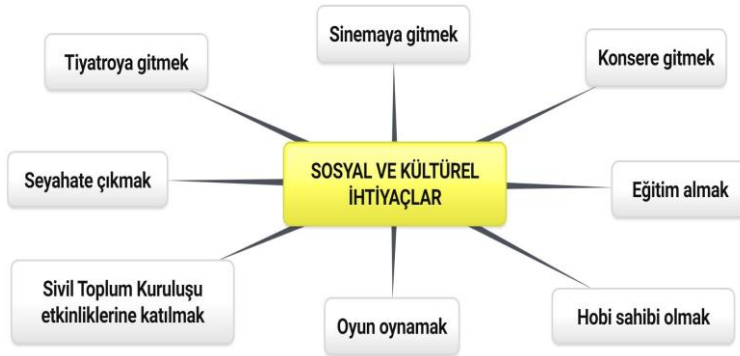 Sinemaya gitmek
Tiyatroya gitmek
Konsere gitmek
Seyahate çıkmak
SOSYAL VE KÜLTÜREL
İHTİYAÇLAR
Eğitim almak
Sivil Toplum Kuruluşu
etkinliklerine katılmak
Oyun oynamak
Hobi sahibi olmak